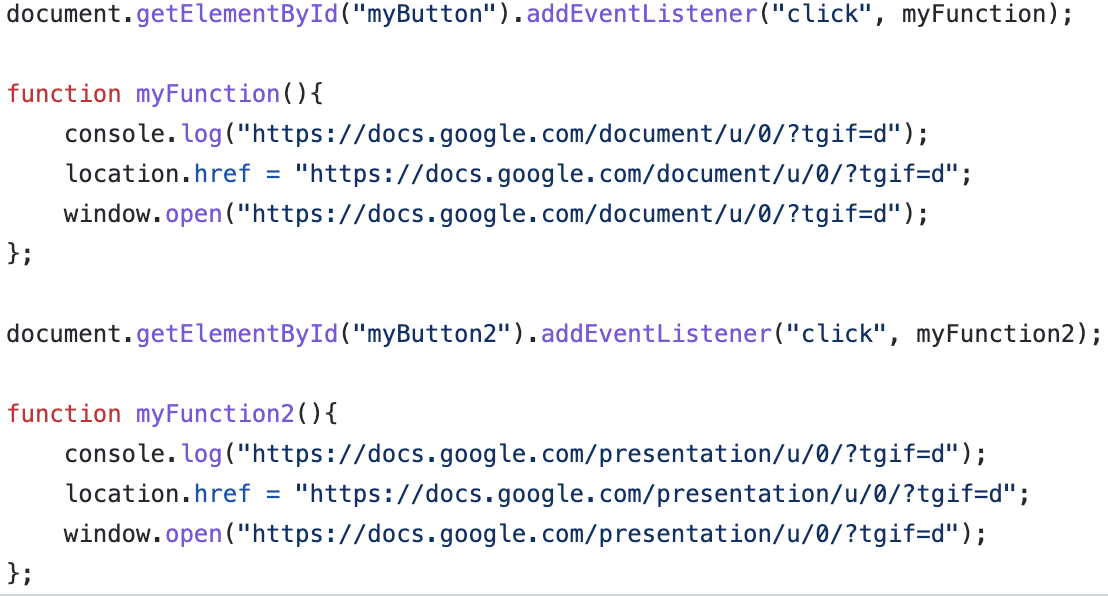 document.getElementById("myButton").addEventListener("click", myFunction);
function myFunction(){
console.log("https://docs.google.com/document/u/0/?tgif=d");
location.href = "https://docs.google.com/document/u/0/?tgif=d";
window.open("https://docs.google.com/document/u/0/?tgif=d");
};
document.getElementById("myButton2").addEventListener("click", myFunction2);
function myFunction2(){
console.log("https://docs.google.com/presentation/u/0/?tgif=d");
location.href = "https://docs.google.com/presentation/u/0/?tgif=d";
window.open("https://docs.google.com/presentation/u/0/?tgif=d");
};